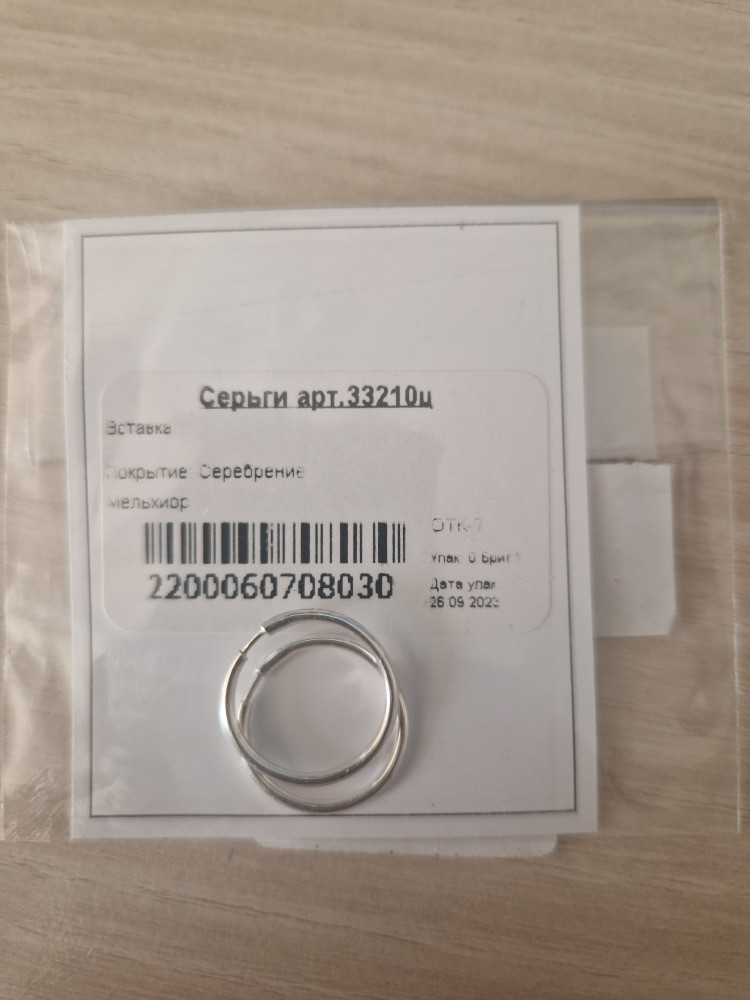 Серьги арт.33210ц
Вставка
Покрытие Серебрение
Мельхиор
2200060708030
ОТК-7
Упак. 0 Бриг 1
Дата упак
26 09 2023